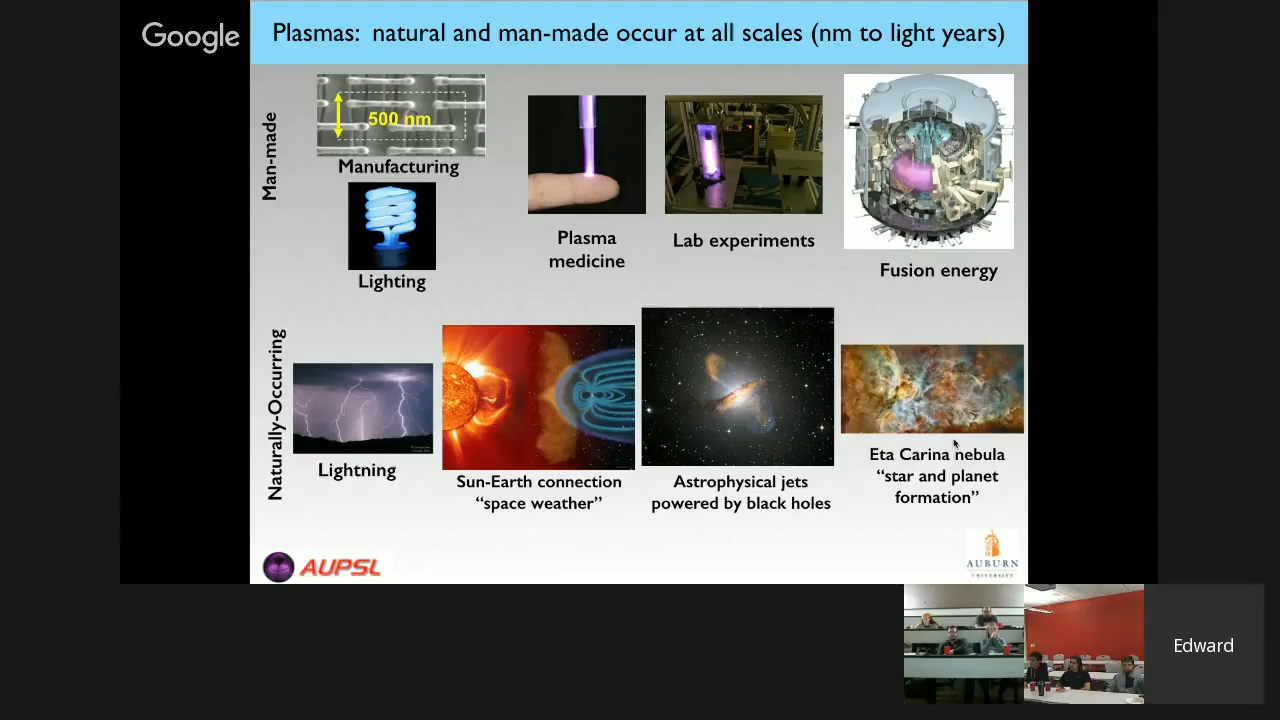 Google
Plasmas: natural and man-made occur at all scales (nm to light years)
Man-made
500 nm
Manufacturing
Lighting
Plasma
medicine
Lab experiments
Fusion energy
Naturally-Occurring
Lightning
Sun-Earth connection
“space weather”
Astrophysical jets
powered by black holes
Eta Carina nebula
“star and planet
formation”
AUPSL
AUBURN
UNIVERSITY
Edward